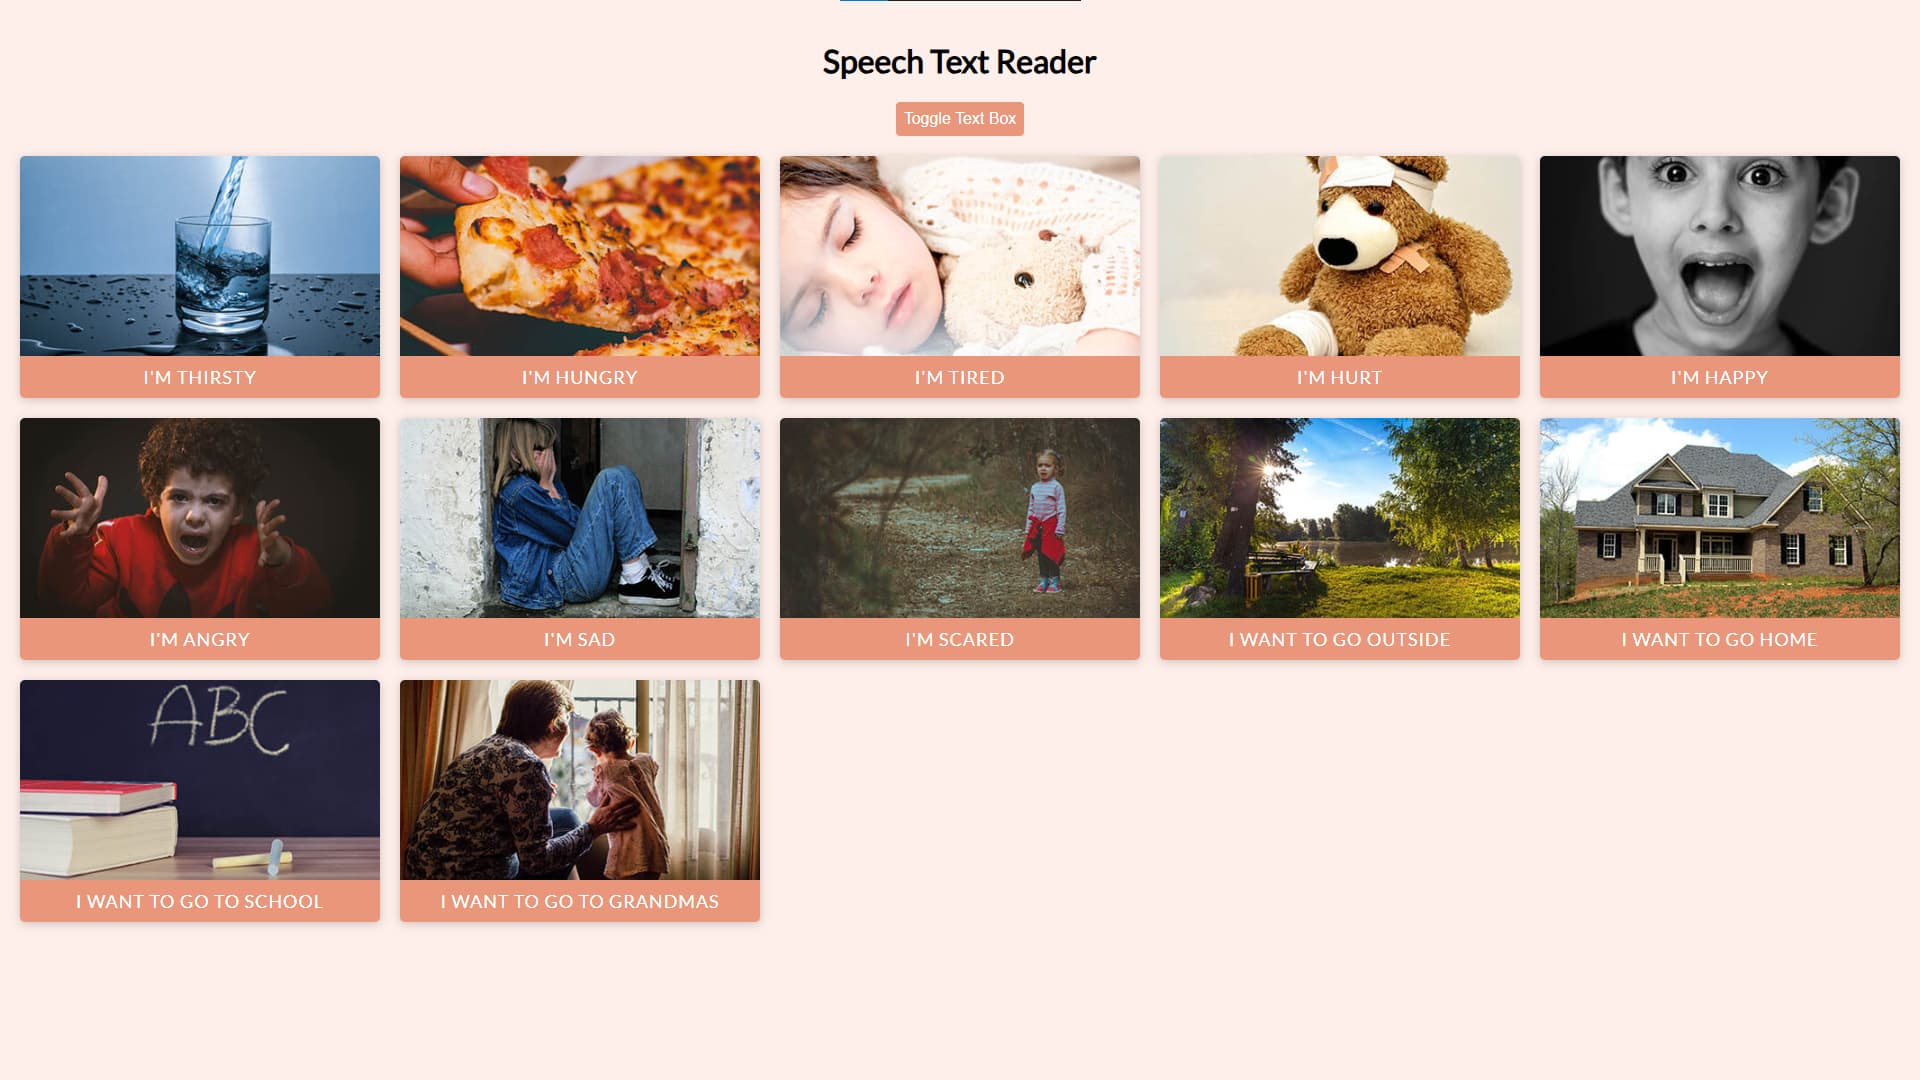 Speech Text Reader
Toggle Text Box
I'M THIRSTY
I'M HUNGRY
I'M TIRED
I'M HURT
I'M HAPPY
I'M ANGRY
I'M SAD
I'M SCARED
I WANT TO GO OUTSIDE
I WANT TO GO HOME
ABC
I WANT TO GO TO SCHOOL
I WANT TO GO TO GRANDMAS